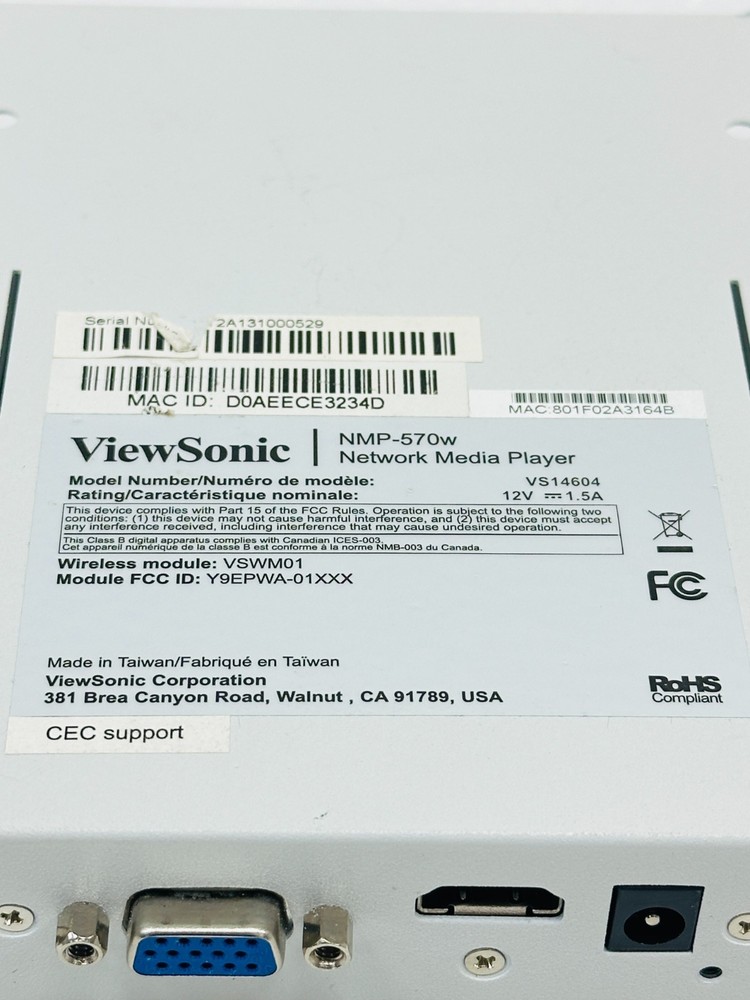 Serial 2A131000529
MAC ID: D0AEECE3234D
MAC:801F02A3164B
ViewSonic | NMP-570w
Network Media Player
Model Number/Numéro de modèle: VS14604
Rating/Caractéristique nominale: 12V ⎓ 1.5A
This device complies with Part 15 of the FCC Rules. Operation is subject to the following two
conditions: (1) this device may not cause harmful interference, and (2) this device must accept
any interference received, including interference that may cause undesired operation.
This Class B digital apparatus complies with Canadian ICES-003.
Cet appareil numérique de la classe B est conforme à la norme NMB-003 du Canada.
Wireless module: VSWM01
Module FCC ID: Y9EPWA-01XXX
FC
Made in Taiwan/Fabriqué en Taïwan
ViewSonic Corporation
381 Brea Canyon Road, Walnut , CA 91789, USA
RoHS
Compliant
CEC support